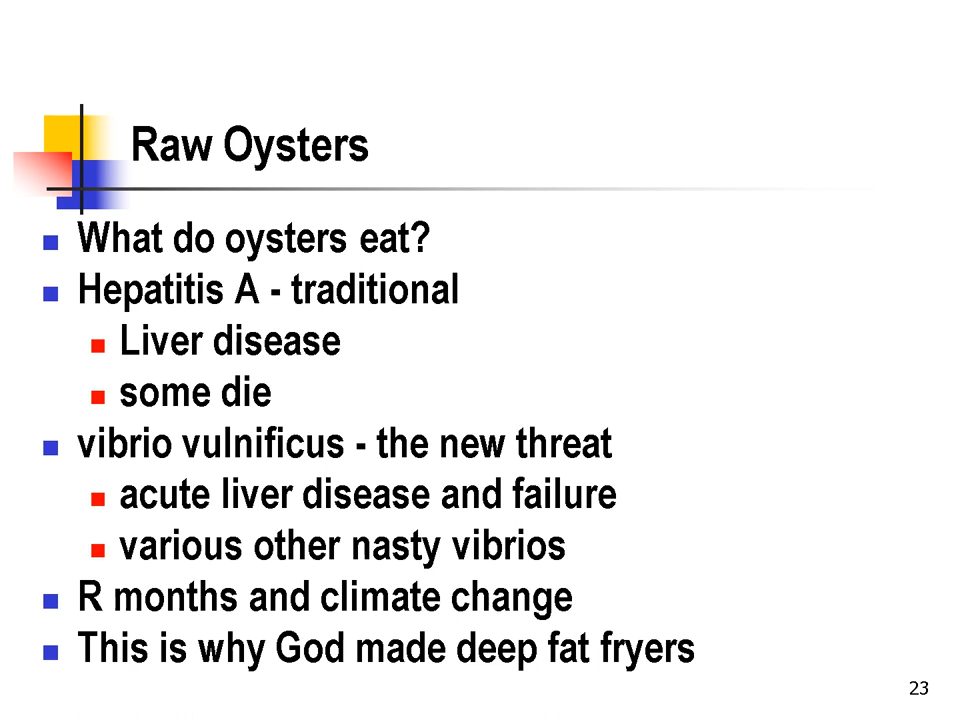 Raw Oysters
What do oysters eat?
Hepatitis A - traditional
Liver disease
some die
vibrio vulnificus - the new threat
acute liver disease and failure
various other nasty vibrios
R months and climate change
This is why God made deep fat fryers
23